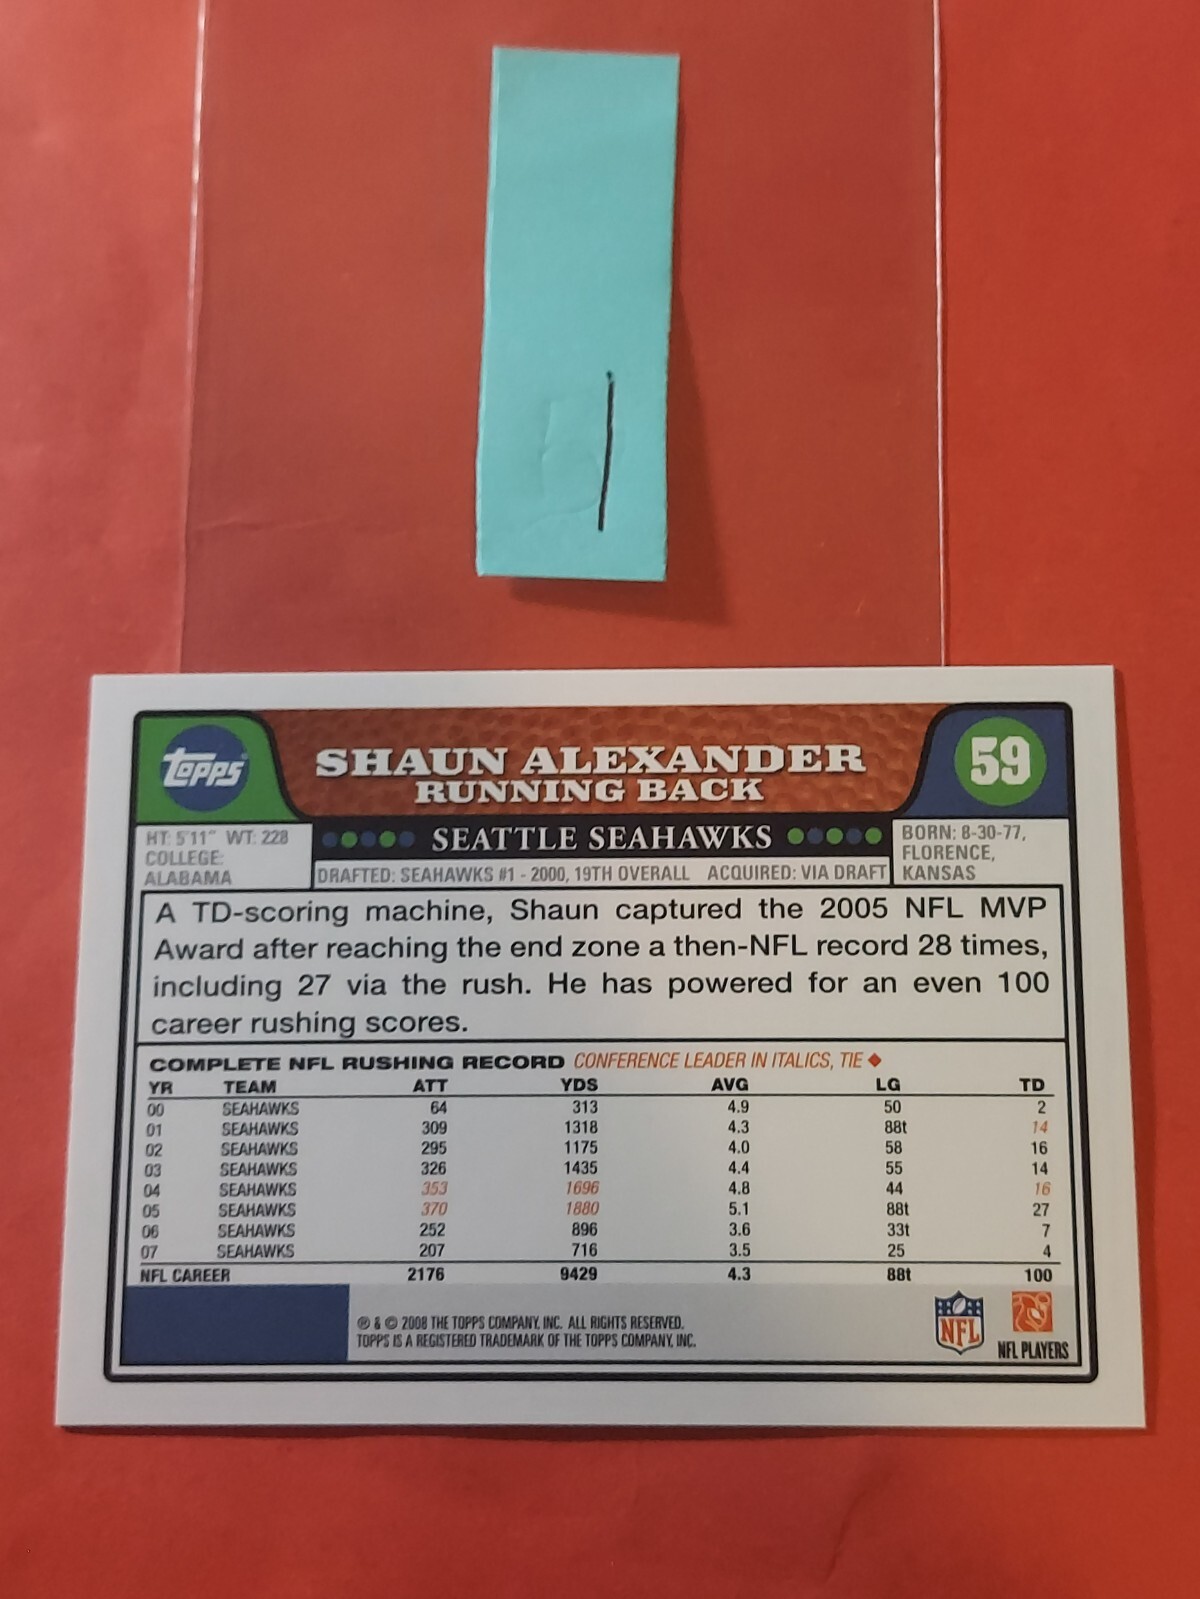 1
TOPPS
SHAUN ALEXANDER
RUNNING BACK
59
HT: 5'11" WT: 228
COLLEGE:
ALABAMA
SEATTLE SEAHAWKS
DRAFTED: SEAHAWKS #1 - 2000, 19TH OVERALL ACQUIRED: VIA DRAFT
BORN: 8-30-77,
FLORENCE,
KANSAS
A TD-scoring machine, Shaun captured the 2005 NFL MVP
Award after reaching the end zone a then-NFL record 28 times,
including 27 via the rush. He has powered for an even 100
career rushing scores.
COMPLETE NFL RUSHING RECORD CONFERENCE LEADER IN ITALICS, TIE ◆
YR TEAM ATT YDS AVG LG TD
00 SEAHAWKS 64 313 4.9 50 2
01 SEAHAWKS 309 1318 4.3 88t 14
02 SEAHAWKS 295 1175 4.0 58 16
03 SEAHAWKS 326 1435 4.4 55 14
04 SEAHAWKS 353 1696 4.8 44 16
05 SEAHAWKS 370 1880 5.1 88t 27
06 SEAHAWKS 252 896 3.6 33t 7
07 SEAHAWKS 207 716 3.5 25 4
NFL CAREER 2176 9429 4.3 88t 100
℗ & © 2008 THE TOPPS COMPANY, INC. ALL RIGHTS RESERVED.
TOPPS IS A REGISTERED TRADEMARK OF THE TOPPS COMPANY, INC.
NFL
NFL PLAYERS